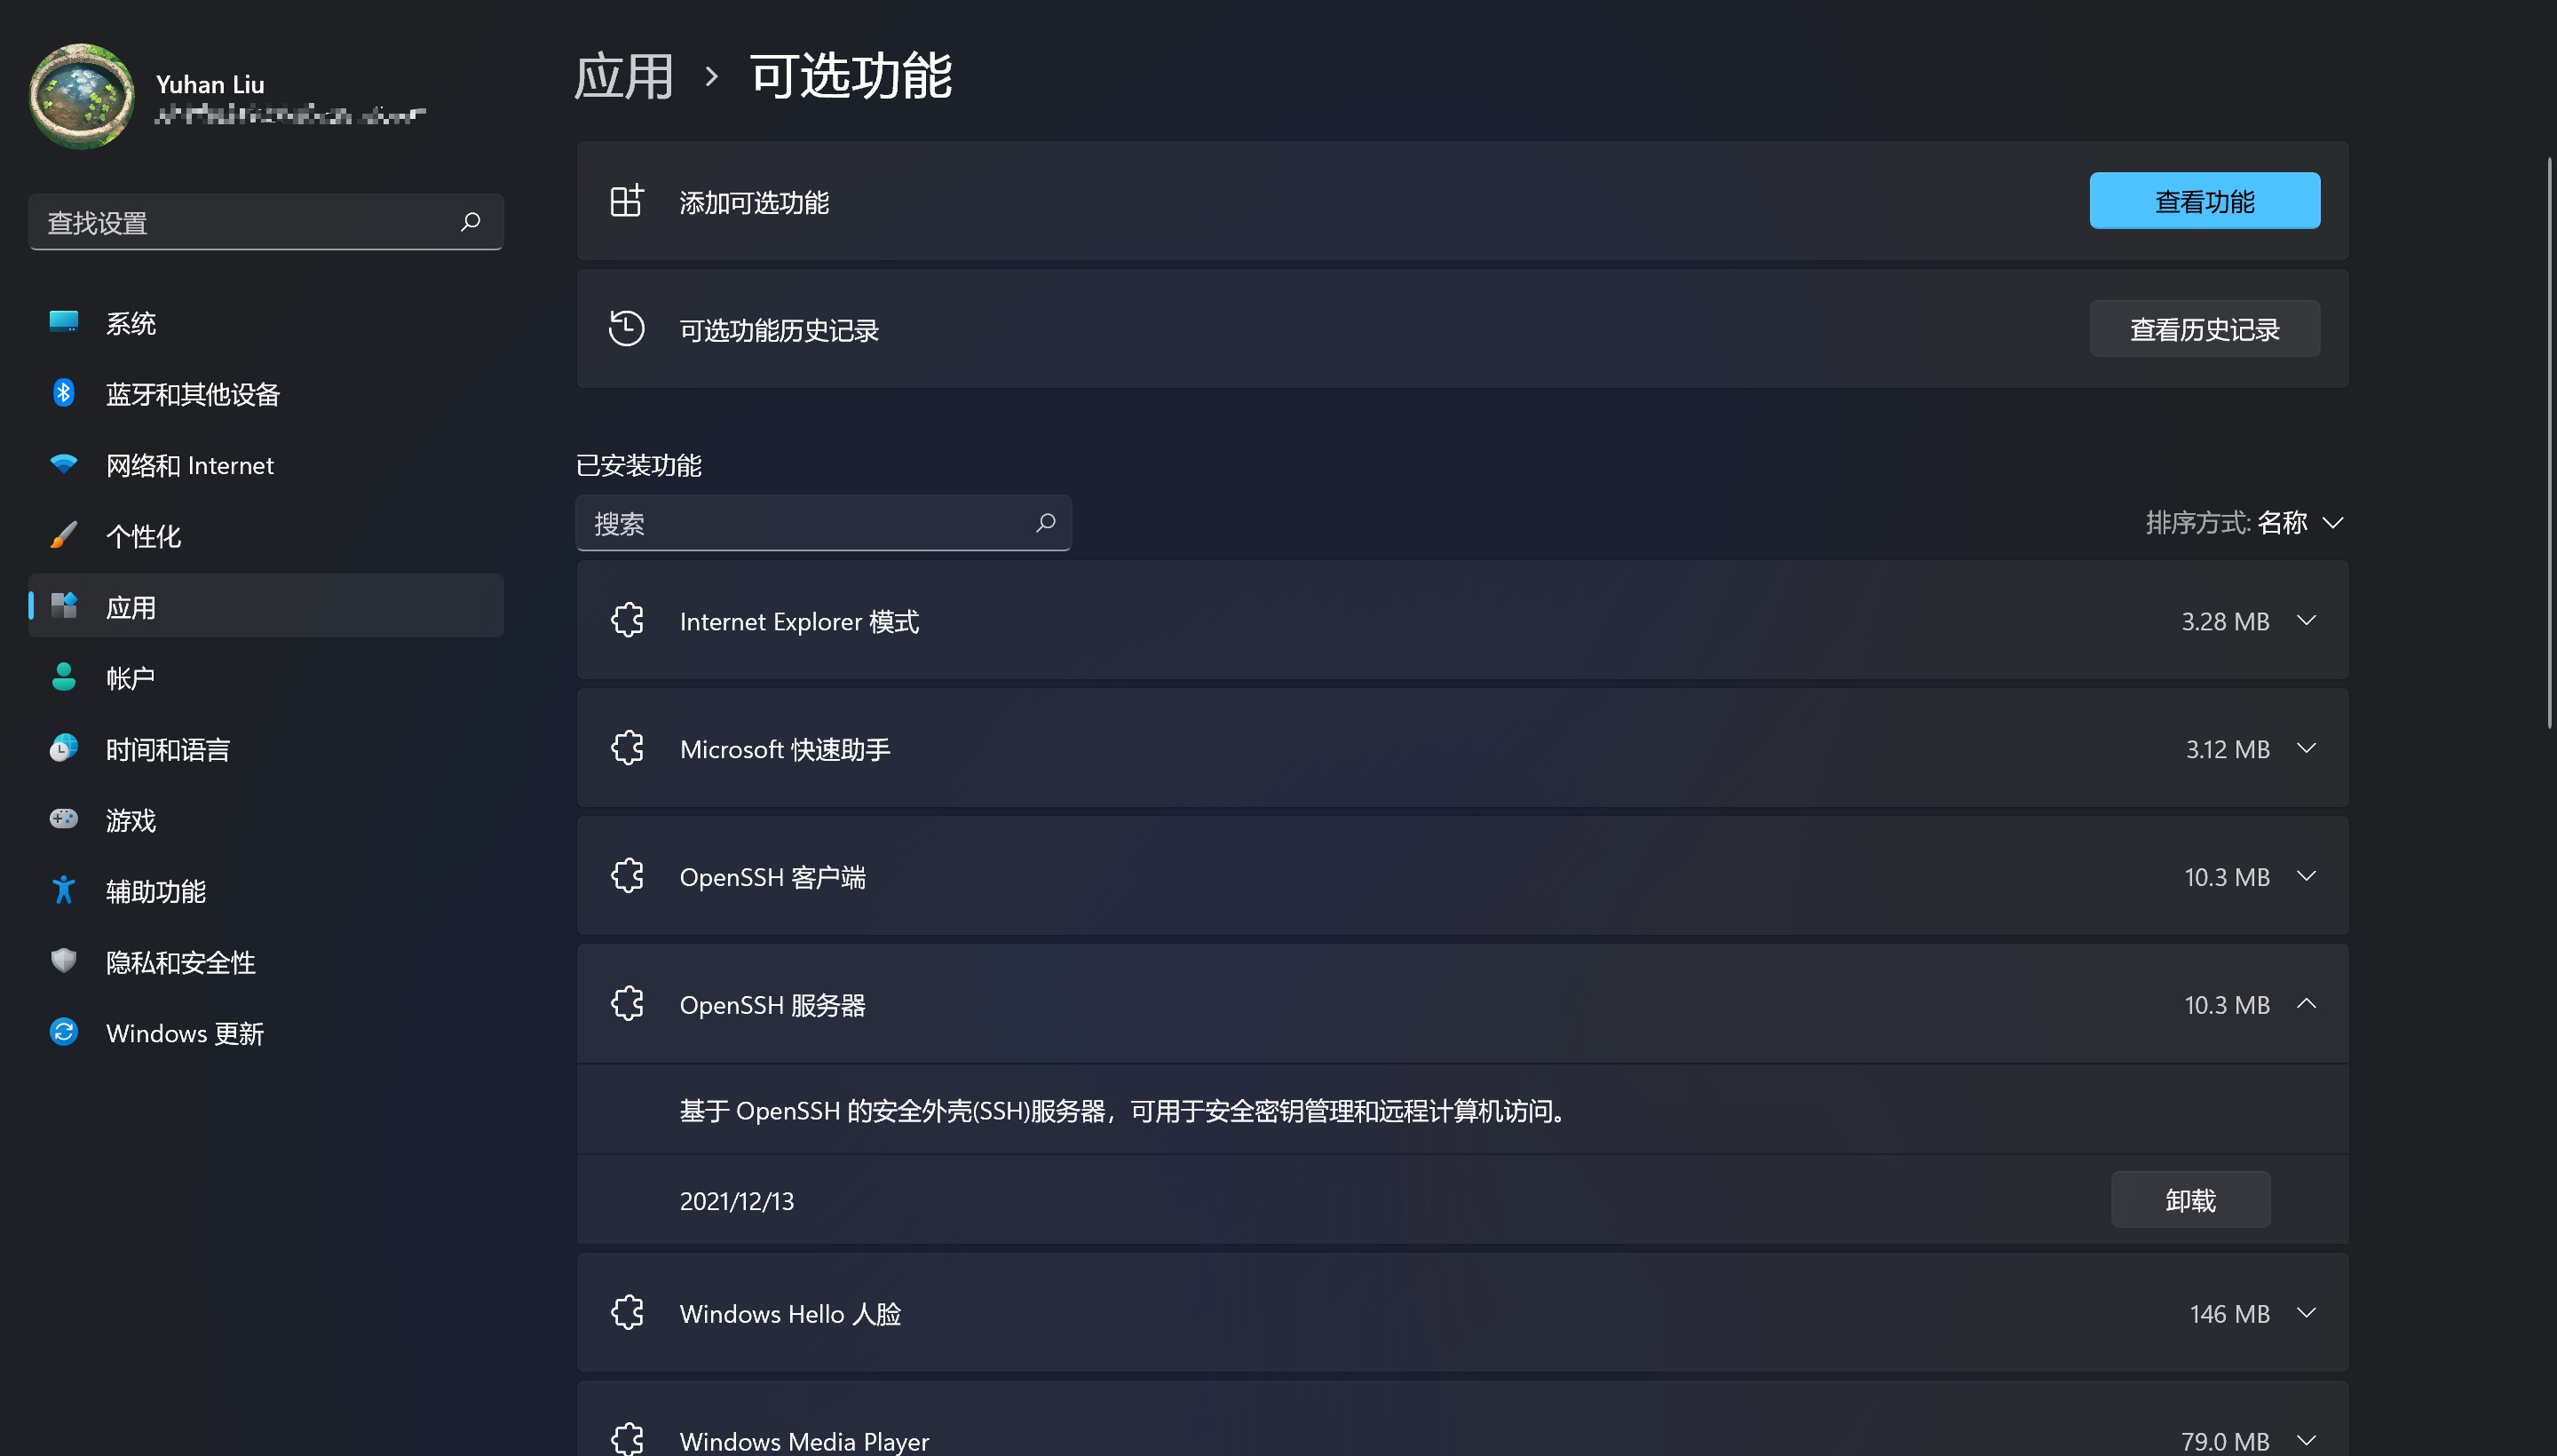 Yuhan Liu
查找设置
系统
蓝牙和其他设备
网络和 Internet
个性化
应用
帐户
时间和语言
游戏
辅助功能
隐私和安全性
Windows 更新
应用 › 可选功能
添加可选功能
查看功能
可选功能历史记录
查看历史记录
已安装功能
搜索
排序方式: 名称
Internet Explorer 模式
3.28 MB
Microsoft 快速助手
3.12 MB
OpenSSH 客户端
10.3 MB
OpenSSH 服务器
10.3 MB
基于 OpenSSH 的安全外壳(SSH)服务器，可用于安全密钥管理和远程计算机访问。
2021/12/13
卸载
Windows Hello 人脸
146 MB
Windows Media Player
79.0 MB